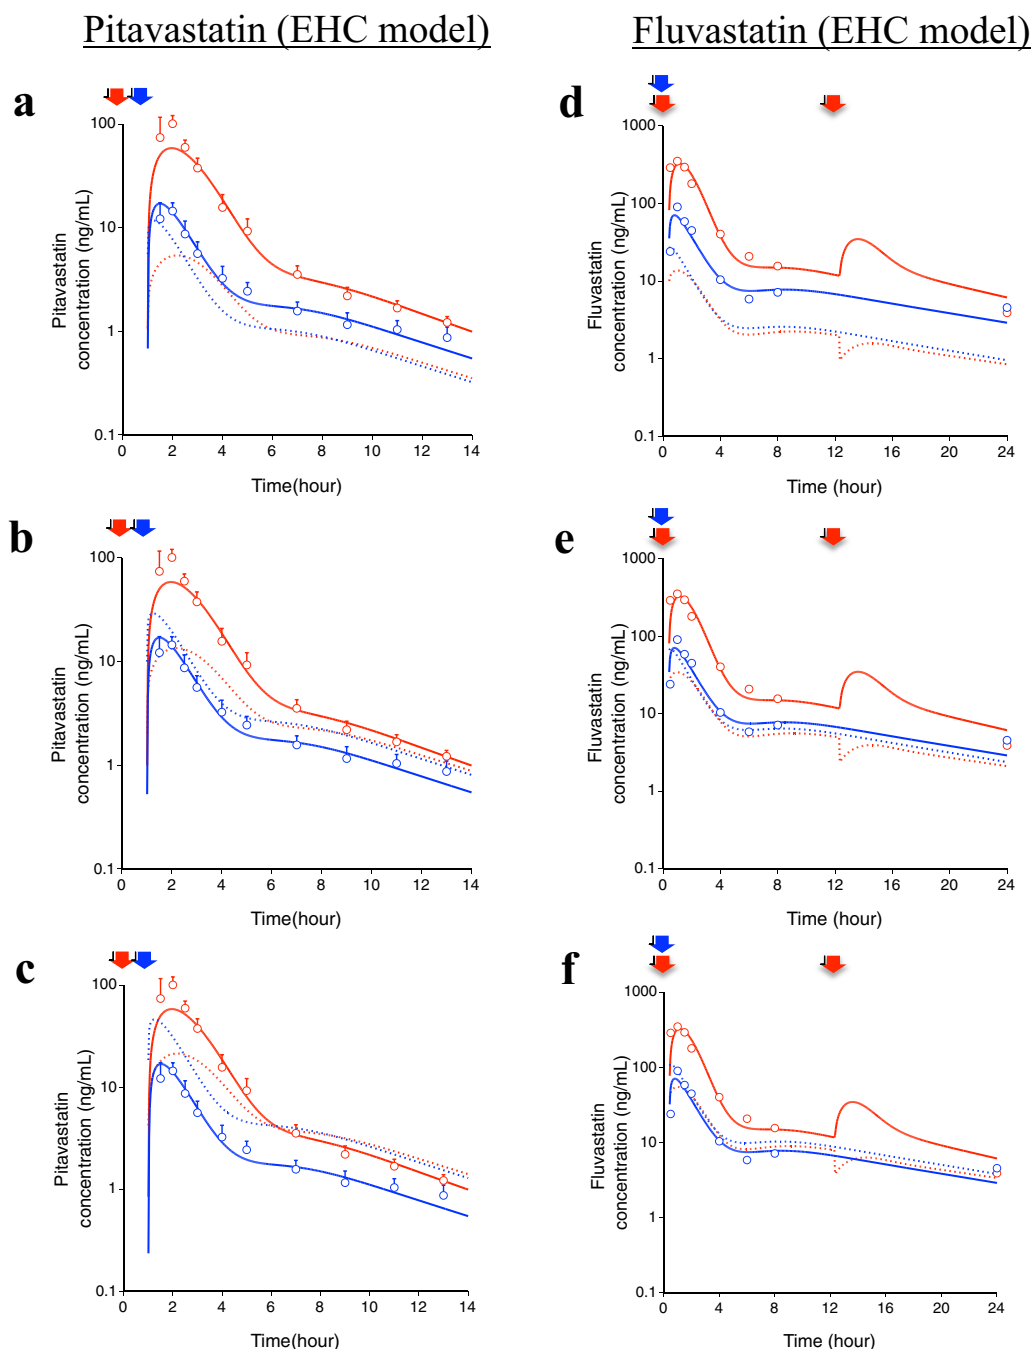 Pitavastatin (EHC model)
Fluvastatin (EHC model)
a
100
10
1
0.1
Pitavastatin
concentration (ng/mL)
0 2 4 6 8 10 12 14
Time(hour)
d
1000
100
10
1
0.1
Fluvastatin
concentration (ng/mL)
0 4 8 12 16 20 24
Time (hour)
b
100
10
1
0.1
Pitavastatin
concentration (ng/mL)
0 2 4 6 8 10 12 14
Time(hour)
e
1000
100
10
1
0.1
Fluvastatin
concentration (ng/mL)
0 4 8 12 16 20 24
Time (hour)
c
100
10
1
0.1
Pitavastatin
concentration (ng/mL)
0 2 4 6 8 10 12 14
Time(hour)
f
1000
100
10
1
0.1
Fluvastatin
concentration (ng/mL)
0 4 8 12 16 20 24
Time (hour)